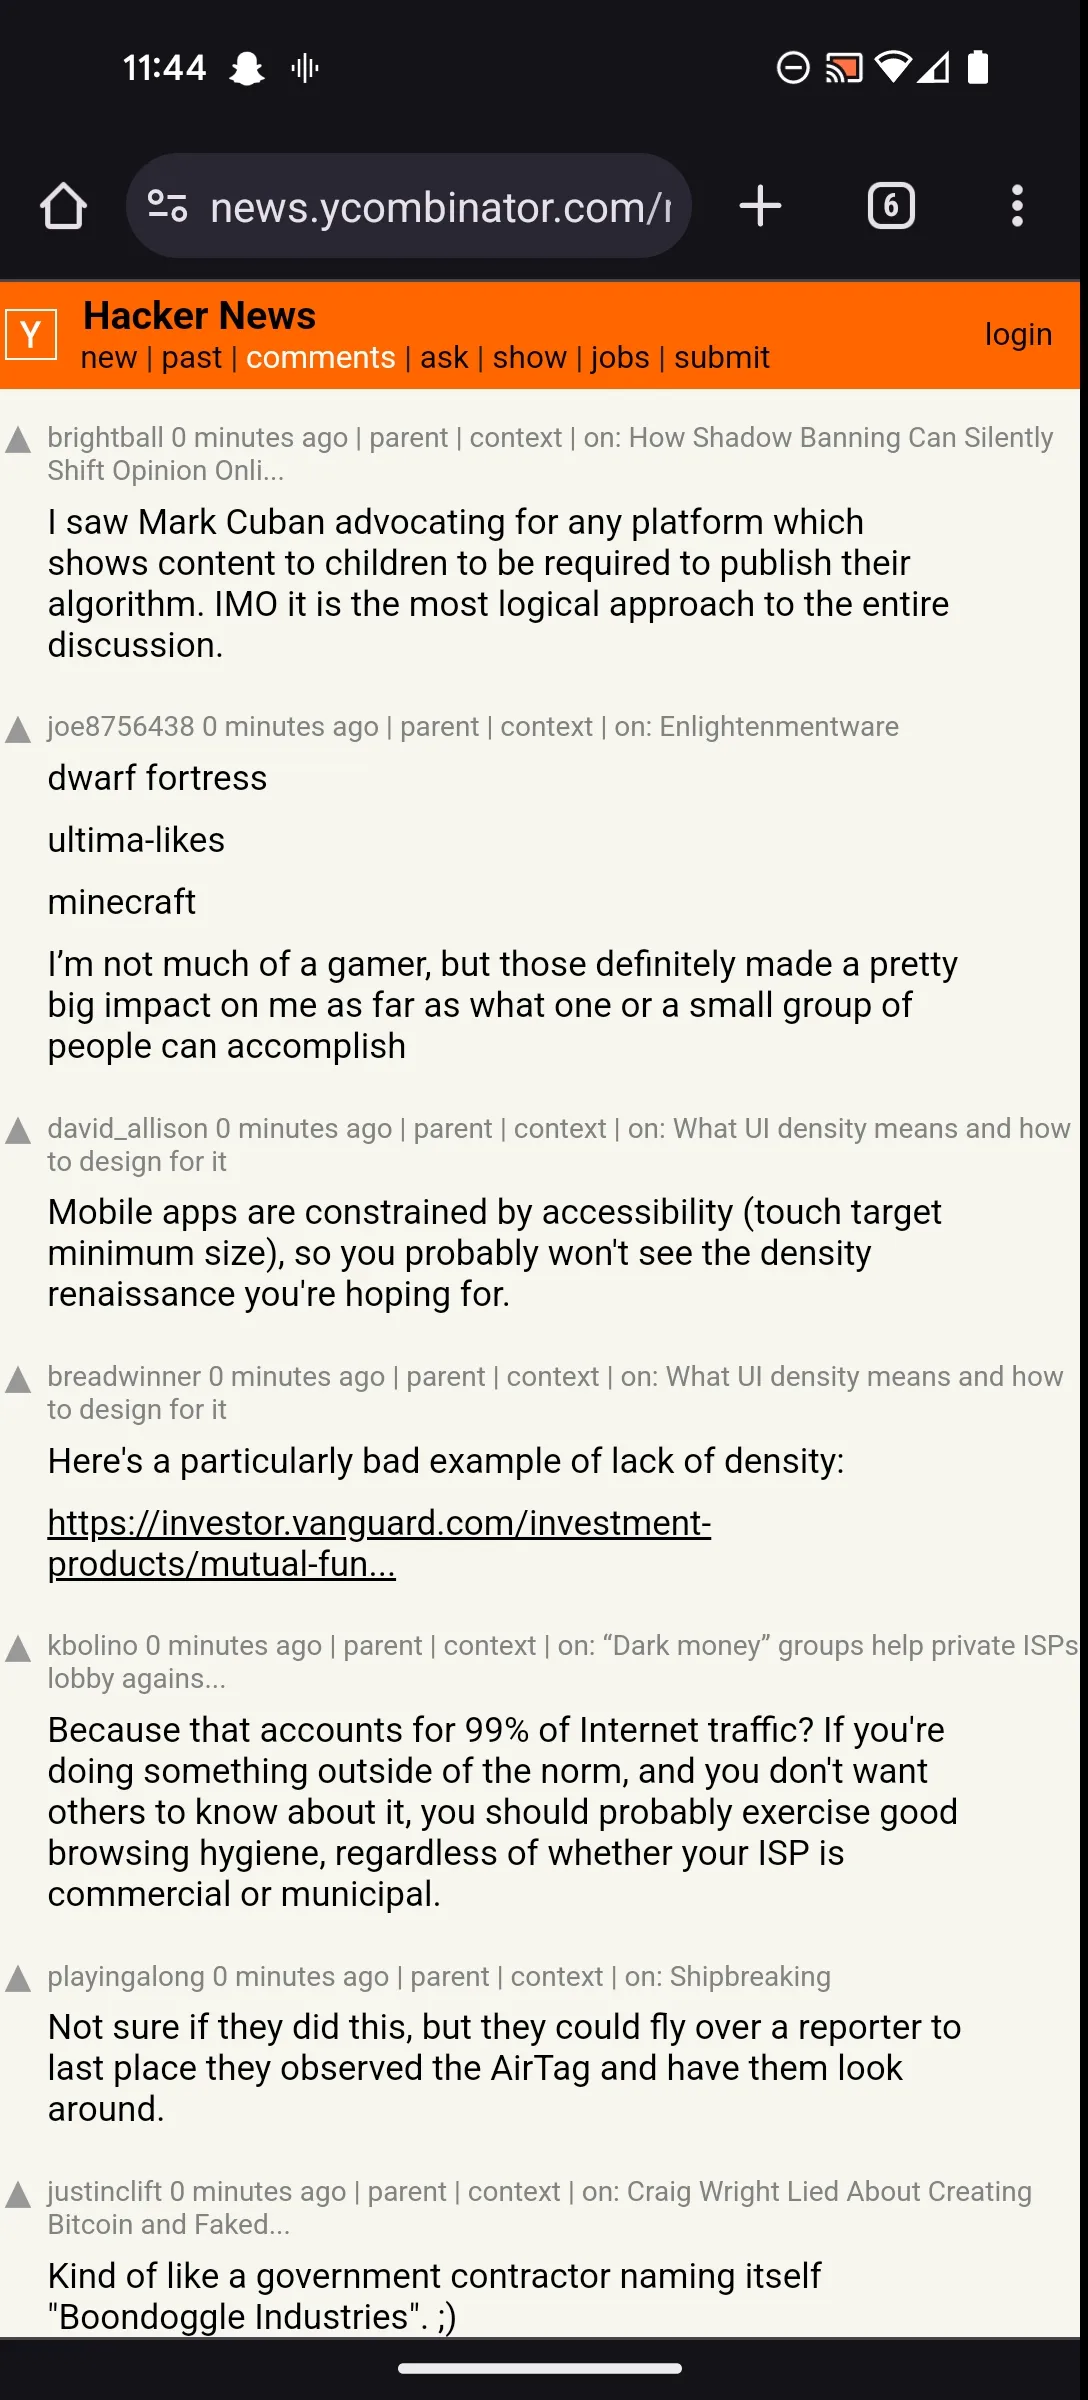 11:44
news.ycombinator.com/
6
Y
Hacker News
new | past | comments | ask | show | jobs | submit
login
brightball 0 minutes ago | parent | context | on: How Shadow Banning Can Silently
Shift Opinion Onli...
I saw Mark Cuban advocating for any platform which
shows content to children to be required to publish their
algorithm. IMO it is the most logical approach to the entire
discussion.
joe8756438 0 minutes ago | parent | context | on: Enlightenmentware
dwarf fortress
ultima-likes
minecraft
I’m not much of a gamer, but those definitely made a pretty
big impact on me as far as what one or a small group of
people can accomplish
david_allison 0 minutes ago | parent | context | on: What UI density means and how
to design for it
Mobile apps are constrained by accessibility (touch target
minimum size), so you probably won't see the density
renaissance you're hoping for.
breadwinner 0 minutes ago | parent | context | on: What UI density means and how
to design for it
Here's a particularly bad example of lack of density:
https://investor.vanguard.com/investment-
products/mutual-fun...
kbolino 0 minutes ago | parent | context | on: “Dark money” groups help private ISPs
lobby agains...
Because that accounts for 99% of Internet traffic? If you're
doing something outside of the norm, and you don't want
others to know about it, you should probably exercise good
browsing hygiene, regardless of whether your ISP is
commercial or municipal.
playingalong 0 minutes ago | parent | context | on: Shipbreaking
Not sure if they did this, but they could fly over a reporter to
last place they observed the AirTag and have them look
around.
justinclift 0 minutes ago | parent | context | on: Craig Wright Lied About Creating
Bitcoin and Faked...
Kind of like a government contractor naming itself
"Boondoggle Industries". ;)